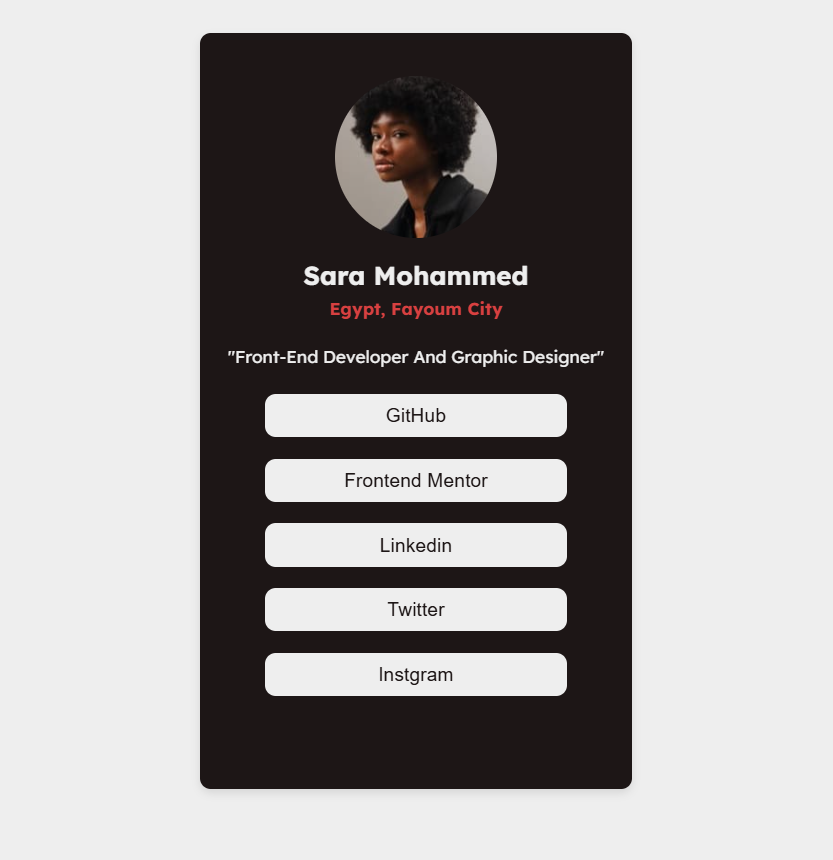 Sara Mohammed
Egypt, Fayoum City
"Front-End Developer And Graphic Designer"
GitHub
Frontend Mentor
Linkedin
Twitter
Instgram